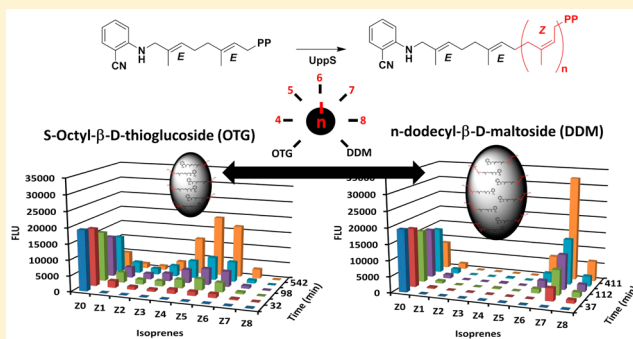 PP
Z
PP
N
H
CN
E
E
UppS
N
H
CN
E
E
n
6
5
7
4
n
8
OTG
DDM
S-Octyl-β-D-thioglucoside (OTG)
n-dodecyl-β-D-maltoside (DDM)
35000
30000
25000
20000
15000
10000
5000
0
FLU
Z0 Z1 Z2 Z3 Z4 Z5 Z6 Z7 Z8
Isoprenes
542
98
32
Time (min)
35000
30000
25000
20000
15000
10000
5000
0
FLU
Z0 Z1 Z2 Z3 Z4 Z5 Z6 Z7 Z8
Isoprenes
411
112
37
Time (min)